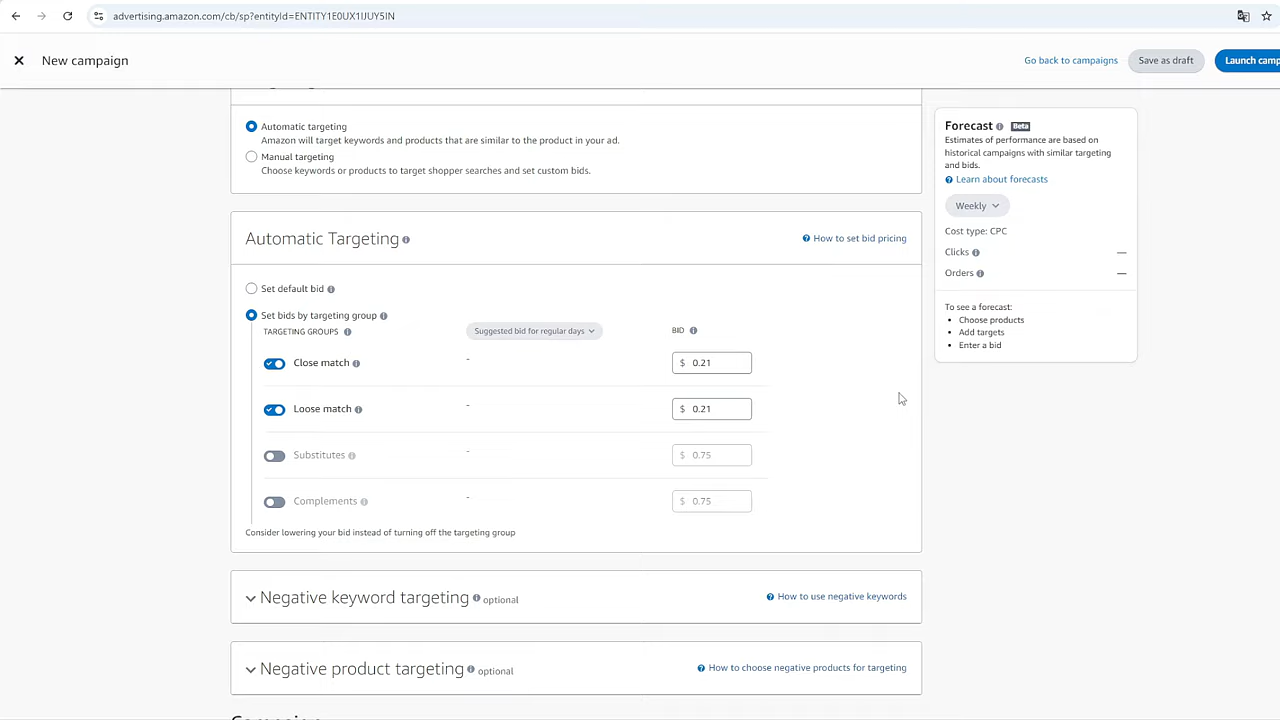 advertising.amazon.com/cb/sp?entityId=ENTITY1E0UX1IJUY5IN
New campaign
Go back to campaigns
Save as draft
Launch camp
Automatic targeting
Amazon will target keywords and products that are similar to the product in your ad.
Manual targeting
Choose keywords or products to target shopper searches and set custom bids.
Automatic Targeting
How to set bid pricing
Set default bid
Set bids by targeting group
TARGETING GROUPS
Suggested bid for regular days
BID
Close match
-
$ 0.21
Loose match
-
$ 0.21
Substitutes
-
$ 0.75
Complements
-
$ 0.75
Consider lowering your bid instead of turning off the targeting group
Negative keyword targeting optional
How to use negative keywords
Negative product targeting optional
How to choose negative products for targeting
Forecast Beta
Estimates of performance are based on
historical campaigns with similar targeting
and bids.
Learn about forecasts
Weekly
Cost type: CPC
Clicks —
Orders —
To see a forecast:
• Choose products
• Add targets
• Enter a bid